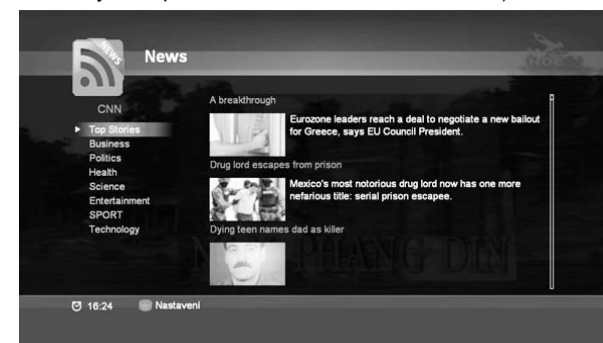 NEWS
News
CNN
Top Stories
Business
Politics
Health
Science
Entertainment
SPORT
Technology
A breakthrough
Eurozone leaders reach a deal to negotiate a new bailout
for Greece, says EU Council President.
Drug lord escapes from prison
Mexico's most notorious drug lord now has one more
nefarious title: serial prison escapee.
Dying teen names dad as killer
PHANG DIN
16:24
Nastavení